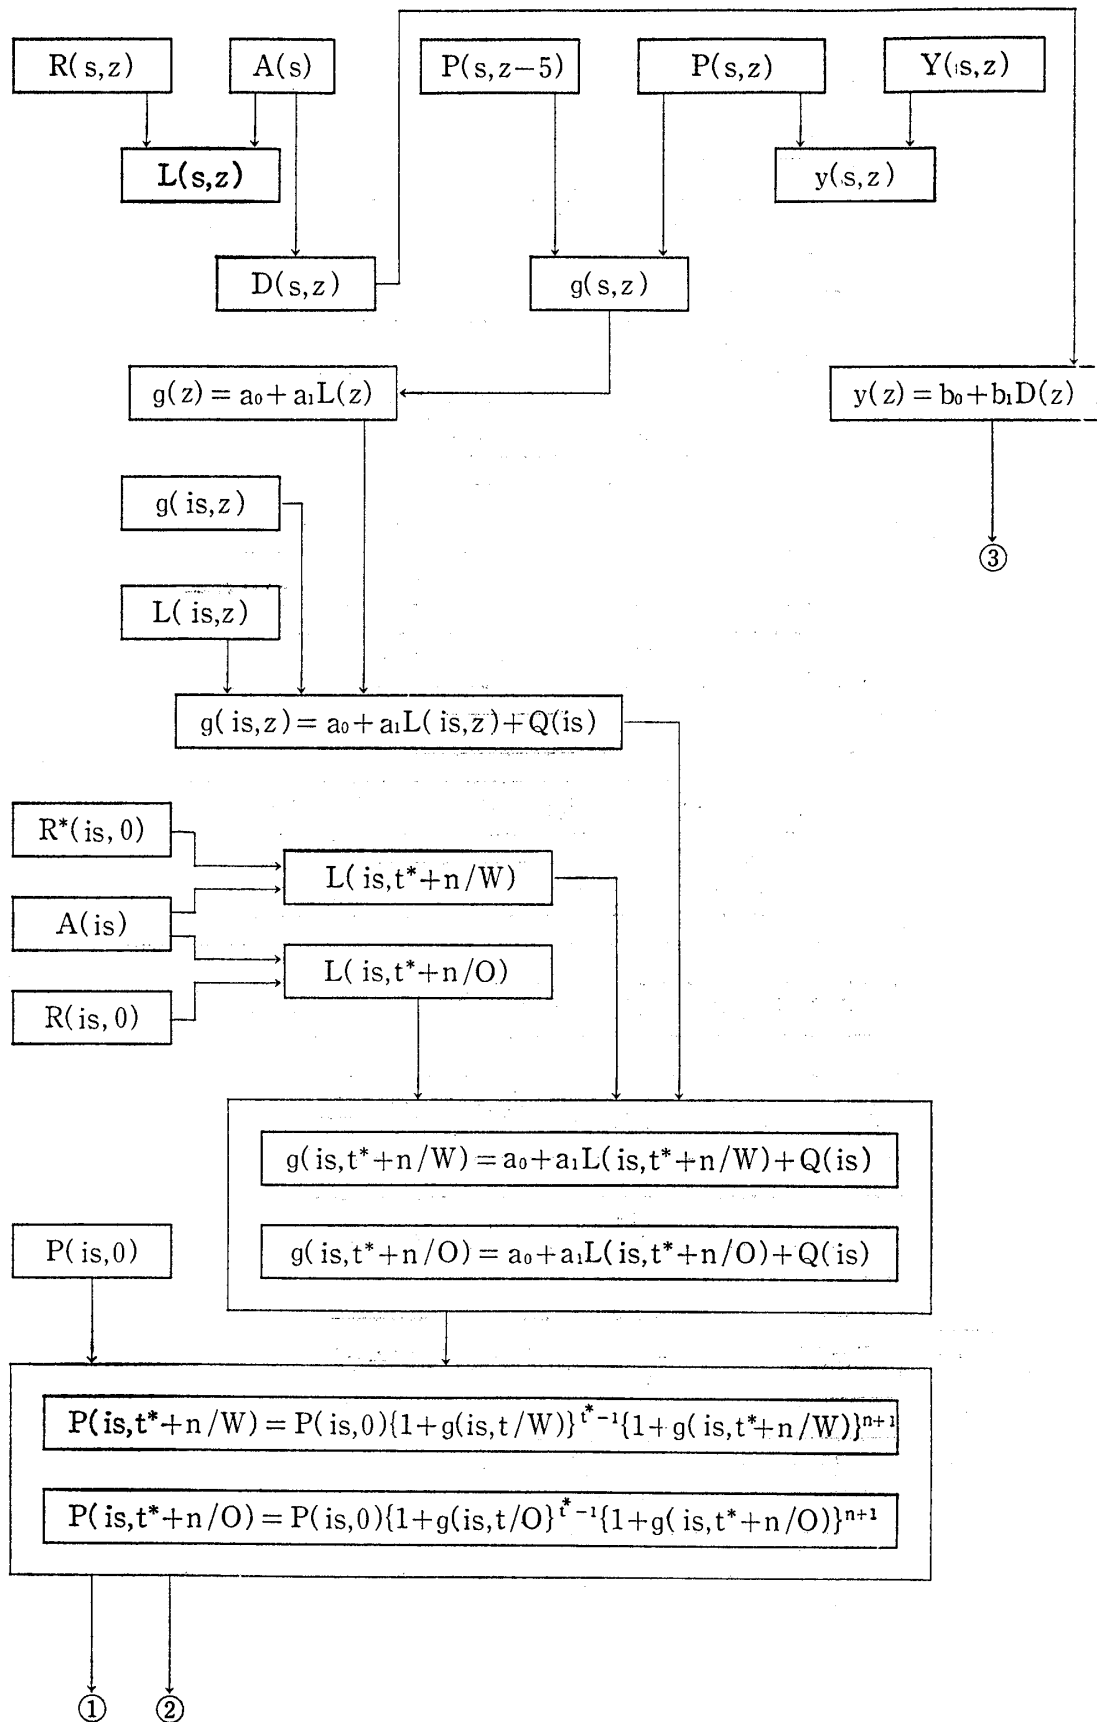 R(s,z)
A(s)
P(s,z−5)
P(s,z)
Y(s,z)
L(s,z)
y(s,z)
D(s,z)
g(s,z)
g(z)=a₀+a₁L(z)
y(z)=b₀+b₁D(z)
g(is,z)
③
L(is,z)
g(is,z)=a₀+a₁L(is,z)+Q(is)
R*(is,0)
L(is,t*+n/W)
A(is)
L(is,t*+n/O)
R(is,0)
g(is,t*+n/W)=a₀+a₁L(is,t*+n/W)+Q(is)
P(is,0)
g(is,t*+n/O)=a₀+a₁L(is,t*+n/O)+Q(is)
P(is,t*+n/W)=P(is,0){1+g(is,t/W)}^t*-1{1+g(is,t*+n/W)}^n+1
P(is,t*+n/O)=P(is,0){1+g(is,t/O}^t*-1{1+g(is,t*+n/O)}^n+1
① ②